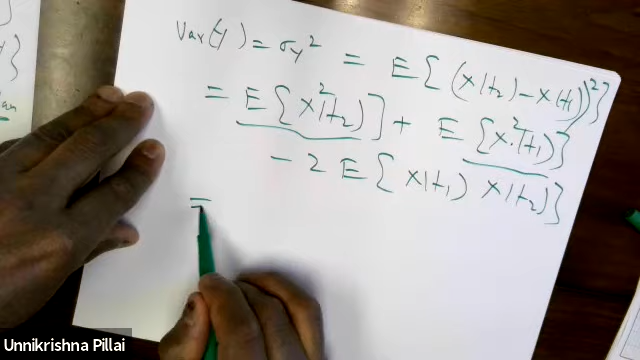 Var(Y) = σ_Y² = E{(X(t₂) - X(t₁))²}
= E{X²(t₂)} + E{X²(t₁)}
- 2 E{X(t₁) X(t₂)}
=
Unnikrishna Pillai